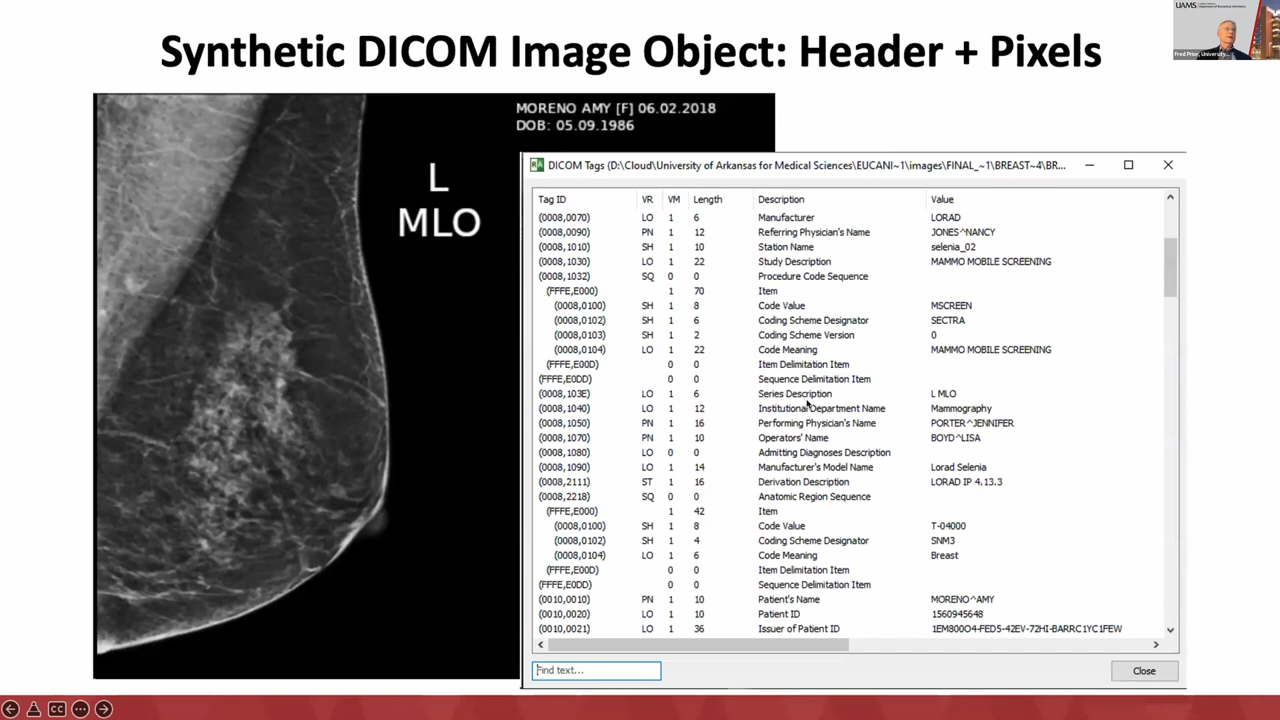 Synthetic DICOM Image Object: Header + Pixels
UAMS
Fred Prior, University...
MORENO AMY [F] 06.02.2018
DOB: 05.09.1986
L
MLO
DICOM Tags (D:\Cloud\University of Arkansas for Medical Sciences\EUCANI~1\images\FINAL_~1\BREAST~4\BR...
Tag ID VR VM Length Description Value
(0008,0070) LO 1 6 Manufacturer LORAD
(0008,0090) PN 1 12 Referring Physician's Name JONES^NANCY
(0008,1010) SH 1 10 Station Name selenia_02
(0008,1030) LO 1 22 Study Description MAMMO MOBILE SCREENING
(0008,1032) SQ 0 0 Procedure Code Sequence
(FFFE,E000) 1 70 Item
(0008,0100) SH 1 8 Code Value MSCREEN
(0008,0102) SH 1 6 Coding Scheme Designator SECTRA
(0008,0103) SH 1 2 Coding Scheme Version 0
(0008,0104) LO 1 22 Code Meaning MAMMO MOBILE SCREENING
(FFFE,E00D) 0 0 Item Delimitation Item
(FFFE,E0DD) 0 0 Sequence Delimitation Item
(0008,103E) LO 1 6 Series Description L MLO
(0008,1040) LO 1 12 Institutional Department Name Mammography
(0008,1050) PN 1 16 Performing Physician's Name PORTER^JENNIFER
(0008,1070) PN 1 10 Operators' Name BOYD^LISA
(0008,1080) LO 0 0 Admitting Diagnoses Description
(0008,1090) LO 1 14 Manufacturer's Model Name Lorad Selenia
(0008,2111) ST 1 16 Derivation Description LORAD IP 4.13.3
(0008,2218) SQ 0 0 Anatomic Region Sequence
(FFFE,E000) 1 42 Item
(0008,0100) SH 1 8 Code Value T-04000
(0008,0102) SH 1 4 Coding Scheme Designator SNM3
(0008,0104) LO 1 6 Code Meaning Breast
(FFFE,E00D) 0 0 Item Delimitation Item
(FFFE,E0DD) 0 0 Sequence Delimitation Item
(0010,0010) PN 1 10 Patient's Name MORENO^AMY
(0010,0020) LO 1 10 Patient ID 1560945648
(0010,0021) LO 1 36 Issuer of Patient ID 1EM800O4-FED5-42EV-72HI-BARRC1YC1FEW
Find text...
Close
CC